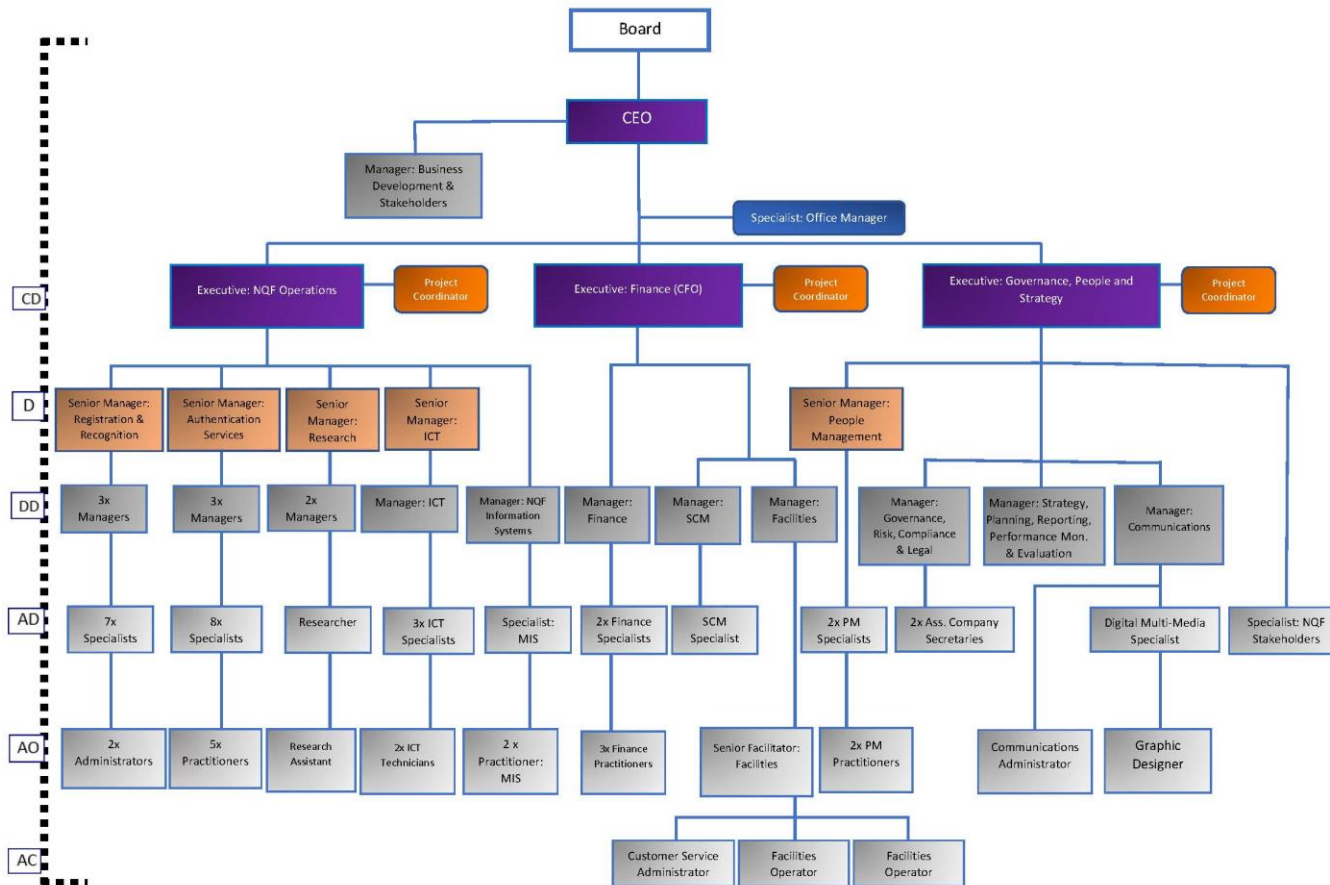 Board
CEO
Manager: Business
Development &
Stakeholders
Specialist: Office Manager
CD
Executive: NQF Operations
Project
Coordinator
Executive: Finance (CFO)
Project
Coordinator
Executive: Governance, People and
Strategy
Project
Coordinator
D
Senior Manager:
Registration &
Recognition
Senior Manager:
Authentication
Services
Senior
Manager:
Research
Senior
Manager:
ICT
Senior Manager:
People
Management
DD
3x
Managers
3x
Managers
2x
Managers
Manager: ICT
Manager: NQF
Information
Systems
Manager:
Finance
Manager:
SCM
Manager:
Facilities
Manager:
Governance,
Risk, Compliance
& Legal
Manager: Strategy,
Planning, Reporting,
Performance Mon.
& Evaluation
Manager:
Communications
AD
7x
Specialists
8x
Specialists
Researcher
3x ICT
Specialists
Specialist:
MIS
2x Finance
Specialists
SCM
Specialist
2x PM
Specialists
2x Ass. Company
Secretaries
Digital Multi-Media
Specialist
Specialist: NQF
Stakeholders
AO
2x
Administrators
5x
Practitioners
Research
Assistant
2x ICT
Technicians
2 x
Practitioner:
MIS
3x Finance
Practitioners
Senior Facilitator:
Facilities
2x PM
Practitioners
Communications
Administrator
Graphic
Designer
AC
Customer Service
Administrator
Facilities
Operator
Facilities
Operator